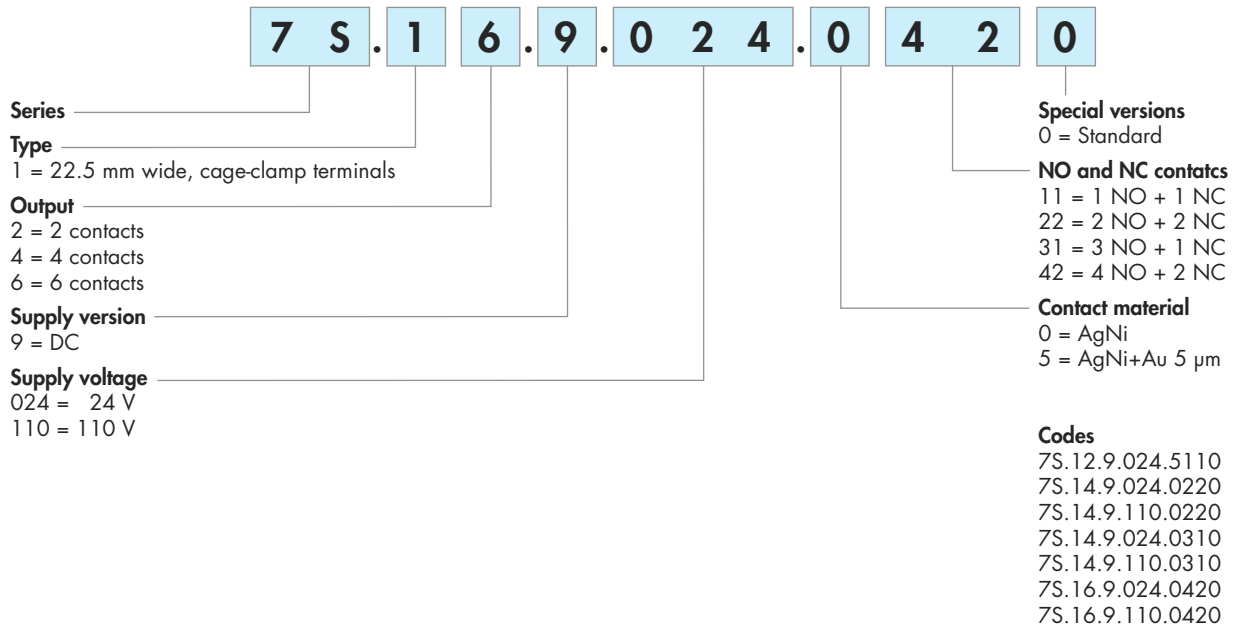 7 S . 1 6 . 9 . 0 2 4 . 0 4 2 0
Series
Type
1 = 22.5 mm wide, cage-clamp terminals
Output
2 = 2 contacts
4 = 4 contacts
6 = 6 contacts
Supply version
9 = DC
Supply voltage
024 = 24 V
110 = 110 V
Special versions
0 = Standard
NO and NC contatcs
11 = 1 NO + 1 NC
22 = 2 NO + 2 NC
31 = 3 NO + 1 NC
42 = 4 NO + 2 NC
Contact material
0 = AgNi
5 = AgNi+Au 5 µm
Codes
7S.12.9.024.5110
7S.14.9.024.0220
7S.14.9.110.0220
7S.14.9.024.0310
7S.14.9.110.0310
7S.16.9.024.0420
7S.16.9.110.0420